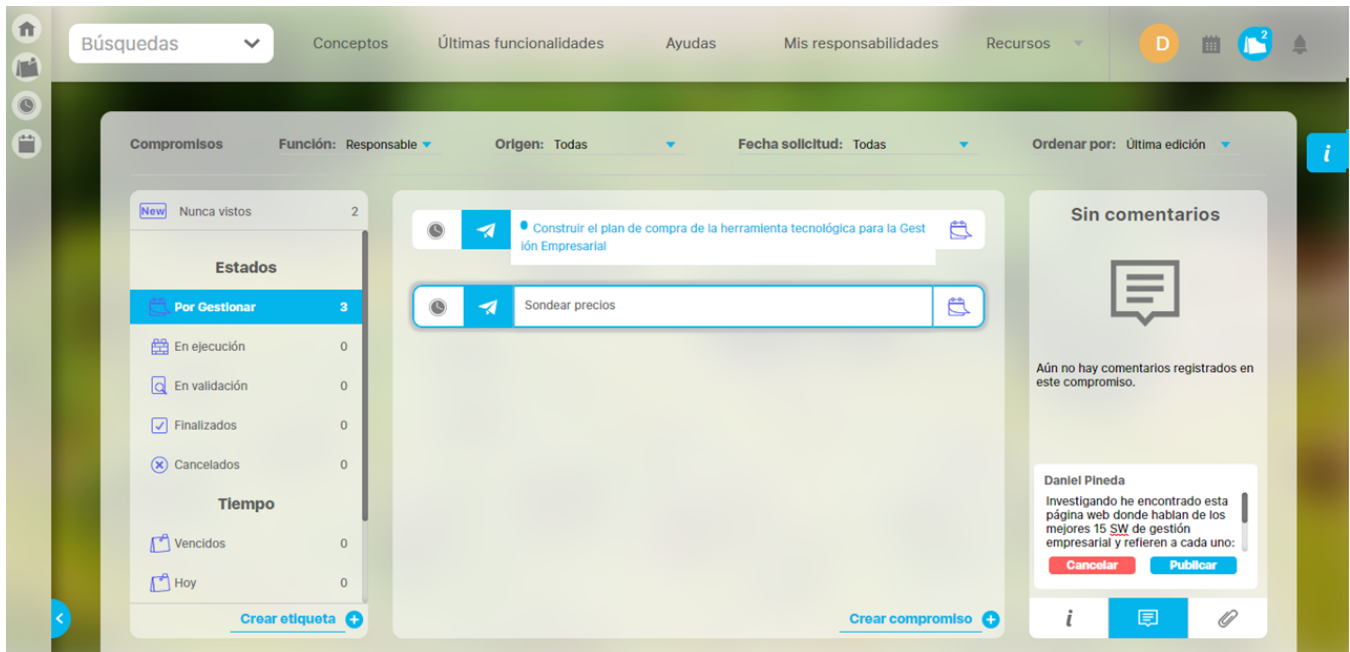 Búsquedas
Conceptos
Últimas funcionalidades
Ayudas
Mis responsabilidades
Recursos
D
2
Compromisos
Función: Responsable
Origen: Todas
Fecha solicitud: Todas
Ordenar por: Última edición
i
New Nunca vistos 2
Estados
Por Gestionar 3
En ejecución 0
En validación 0
Finalizados 0
Cancelados 0
Tiempo
Vencidos 0
Hoy 0
Crear etiqueta
Construir el plan de compra de la herramienta tecnológica para la Gest
ión Empresarial
Sondear precios
Crear compromiso
Sin comentarios
Aún no hay comentarios registrados en
este compromiso.
Daniel Pineda
Investigando he encontrado esta
página web donde hablan de los
mejores 15 SW de gestión
empresarial y refieren a cada uno:
Cancelar
Publicar
i